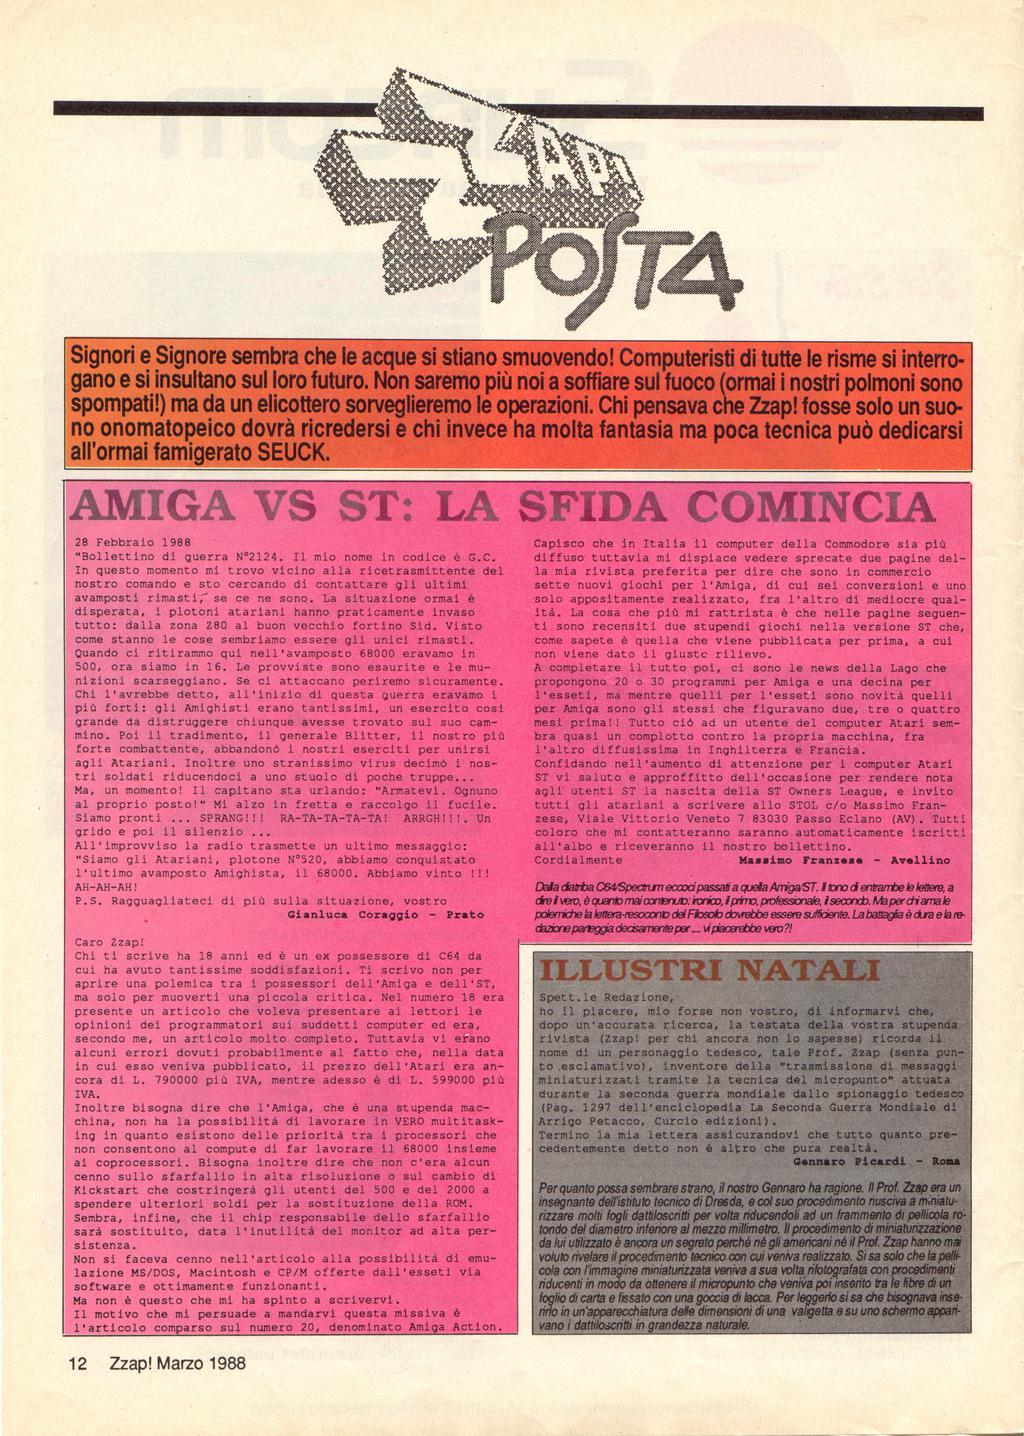 ZZAP!
POSTA
Signori e Signore sembra che le acque si stiano smuovendo! Computeristi di tutte le risme si interro-
gano e si insultano sul loro futuro. Non saremo più noi a soffiare sul fuoco (ormai i nostri polmoni sono
spompati!) ma da un elicottero sorveglieremo le operazioni. Chi pensava che Zzap! fosse solo un suo-
no onomatopeico dovrà ricredersi e chi invece ha molta fantasia ma poca tecnica può dedicarsi
all'ormai famigerato SEUCK.
AMIGA VS ST: LA SFIDA COMINCIA
28 Febbraio 1988
"Bollettino di guerra N°2124. Il mio nome in codice è G.C.
In questo momento mi trovo vicino alla ricetrasmittente del
nostro comando e sto cercando di contattare gli ultimi
avamposti rimasti, se ce ne sono. La situazione ormai è
disperata, i plotoni atariani hanno praticamente invaso
tutto: dalla zona Z80 al buon vecchio fortino Sid. Visto
come stanno le cose sembriamo essere gli unici rimasti.
Quando ci ritirammo qui nell'avamposto 68000 eravamo in
500, ora siamo in 16. Le provviste sono esaurite e le mu-
nizioni scarseggiano. Se ci attaccano periremo sicuramente.
Chi l'avrebbe detto, all'inizio di questa guerra eravamo i
più forti: gli Amighisti erano tantissimi, un esercito così
grande da distruggere chiunque avesse trovato sul suo cam-
mino. Poi il tradimento, il generale Blitter, il nostro più
forte combattente, abbandonò i nostri eserciti per unirsi
agli Atariani. Inoltre uno stranissimo virus decimò i nos-
tri soldati riducendoci a uno stuolo di poche truppe...
Ma, un momento! Il capitano sta urlando: "Armatevi. Ognuno
al proprio posto!" Mi alzo in fretta e raccolgo il fucile.
Siamo pronti ... SPRANG!!! RA-TA-TA-TA-TA! ARRGH!!!. Un
grido e poi il silenzio ...
All'improvviso la radio trasmette un ultimo messaggio:
"Siamo gli Atariani, plotone N°520, abbiamo conquistato
l'ultimo avamposto Amighista, il 68000. Abbiamo vinto !!!
AH-AH-AH!
P.S. Ragguagliateci di più sulla situazione, vostro
Gianluca Coraggio - Prato
Caro Zzap!
Chi ti scrive ha 18 anni ed è un ex possessore di C64 da
cui ha avuto tantissime soddisfazioni. Ti scrivo non per
aprire una polemica tra i possessori dell'Amiga e dell'ST,
ma solo per muoverti una piccola critica. Nel numero 18 era
presente un articolo che voleva presentare ai lettori le
opinioni dei programmatori sui suddetti computer ed era,
secondo me, un articolo molto completo. Tuttavia vi erano
alcuni errori dovuti probabilmente al fatto che, nella data
in cui esso veniva pubblicato, il prezzo dell'Atari era an-
cora di L. 790000 più IVA, mentre adesso è di L. 599000 più
IVA.
Inoltre bisogna dire che l'Amiga, che è una stupenda mac-
china, non ha la possibilità di lavorare in VERO multitask-
ing in quanto esistono delle priorità tra i processori che
non consentono al compute di far lavorare il 68000 insieme
ai coprocessori. Bisogna inoltre dire che non c'era alcun
cenno sullo sfarfallio in alta risoluzione o sul cambio di
Kickstart che costringerà gli utenti del 500 e del 2000 a
spendere ulteriori soldi per la sostituzione della ROM.
Sembra, infine, che il chip responsabile dello sfarfallio
sarà sostituito, data l'inutilità del monitor ad alta per-
sistenza.
Non si faceva cenno nell'articolo alla possibilità di emu-
lazione MS/DOS, Macintosh e CP/M offerte dall'esseti via
software e ottimamente funzionanti.
Ma non è questo che mi ha spinto a scrivervi.
Il motivo che mi persuade a mandarvi questa missiva è
l'articolo comparso sul numero 20, denominato Amiga Action.
Capisco che in Italia il computer della Commodore sia più
diffuso tuttavia mi dispiace vedere sprecate due pagine del-
la mia rivista preferita per dire che sono in commercio
sette nuovi giochi per l'Amiga, di cui sei conversioni e uno
solo appositamente realizzato, fra l'altro di mediocre qual-
ità. La cosa che più mi rattrista è che nelle pagine seguen-
ti sono recensiti due stupendi giochi nella versione ST che,
come sapete è quella che viene pubblicata per prima, a cui
non viene dato il giusto rilievo.
A completare il tutto poi, ci sono le news della Lago che
propongono 20 o 30 programmi per Amiga e una decina per
l'esseti, ma mentre quelli per l'esseti sono novità quelli
per Amiga sono gli stessi che figuravano due, tre o quattro
mesi prima!! Tutto ciò ad un utente del computer Atari sem-
bra quasi un complotto contro la propria macchina, fra
l'altro diffusissima in Inghilterra e Francia.
Confidando nell'aumento di attenzione per i computer Atari
ST vi saluto e approffitto dell'occasione per rendere nota
agli utenti ST la nascita della ST Owners League, e invito
tutti gli atariani a scrivere allo STOL c/o Massimo Fran-
zese, Viale Vittorio Veneto 7 83030 Passo Eclano (AV). Tutti
coloro che mi contatteranno saranno automaticamente iscritti
all'albo e riceveranno il nostro bollettino.
Cordialmente Massimo Franzese - Avellino
Dalla diatriba C64/Spectrum eccoci passati a quella Amiga/ST. Il tono di entrambe le lettere, a
dire il vero, è quanto mai contenuto: ironico, il primo, professionale, il secondo. Ma per chi ama le
polemiche la lettera-resoconto del Filosofo dovrebbe essere sufficiente. La battaglia è dura e la re-
dazione parteggia decisamente per .... vi piacerebbe vero?!
ILLUSTRI NATALI
Spett.le Redazione,
ho il piacere, mio forse non vostro, di informarvi che,
dopo un'accurata ricerca, la testata della vostra stupenda
rivista (Zzap! per chi ancora non lo sapesse) ricorda il
nome di un personaggio tedesco, tale Prof. Zzap (senza pun-
to esclamativo), inventore della "trasmissione di messaggi
miniaturizzati tramite la tecnica del micropunto" attuata
durante la seconda guerra mondiale dallo spionaggio tedesco
(Pag. 1297 dell'enciclopedia La Seconda Guerra Mondiale di
Arrigo Petacco, Curcio edizioni).
Termino la mia lettera assicurandovi che tutto quanto pre-
cedentemente detto non è altro che pura realtà.
Gennaro Picardi - Roma
Per quanto possa sembrare strano, il nostro Gennaro ha ragione. Il Prof. Zzap era un
insegnante dell'istituto tecnico di Dresda, e col suo procedimento riusciva a miniatu-
rizzare molti fogli dattiloscritti per volta riducendoli ad un frammento di pellicola ro-
tondo del diametro inferiore al mezzo millimetro. Il procedimento di miniaturizzazione
da lui utilizzato è ancora un segreto perché né gli americani né il Prof. Zzap hanno mai
voluto rivelare il procedimento tecnico con cui veniva realizzato. Si sa solo che la pelli-
cola con l'immagine miniaturizzata veniva a sua volta rifotografata con procedimenti
riducenti in modo da ottenere il micropunto che veniva poi inserito tra le fibre di un
foglio di carta e fissato con una goccia di lacca. Per leggerlo si sa che bisognava inse-
rirlo in un'apparecchiatura delle dimensioni di una valigetta e su uno schermo appari-
vano i dattiloscritti in grandezza naturale.
12 Zzap! Marzo 1988